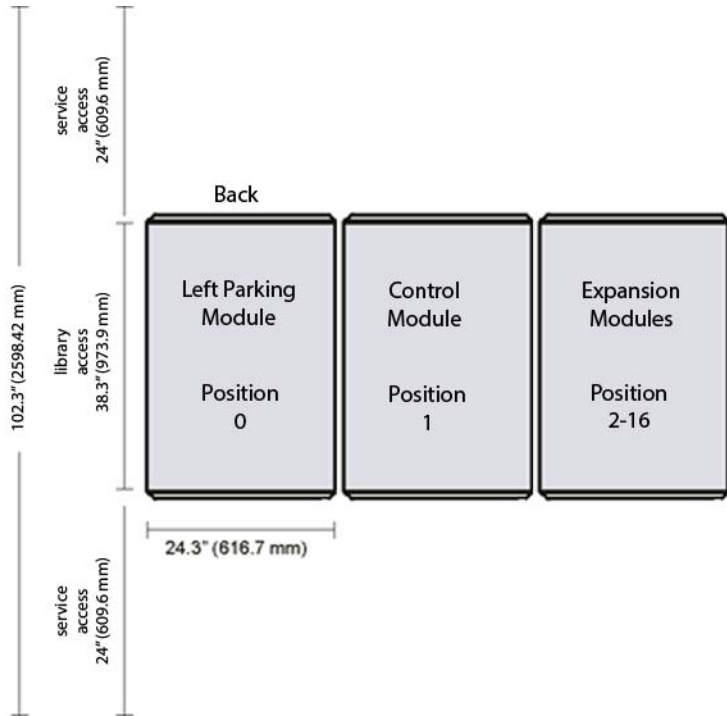 service
access
24" (609.6 mm)
Back
102.3" (2598.42 mm)
library
access
38.3" (973.9 mm)
Left Parking
Module
Position
0
Control
Module
Position
1
Expansion
Modules
Position
2-16
24.3" (616.7 mm)
service
access
24" (609.6 mm)